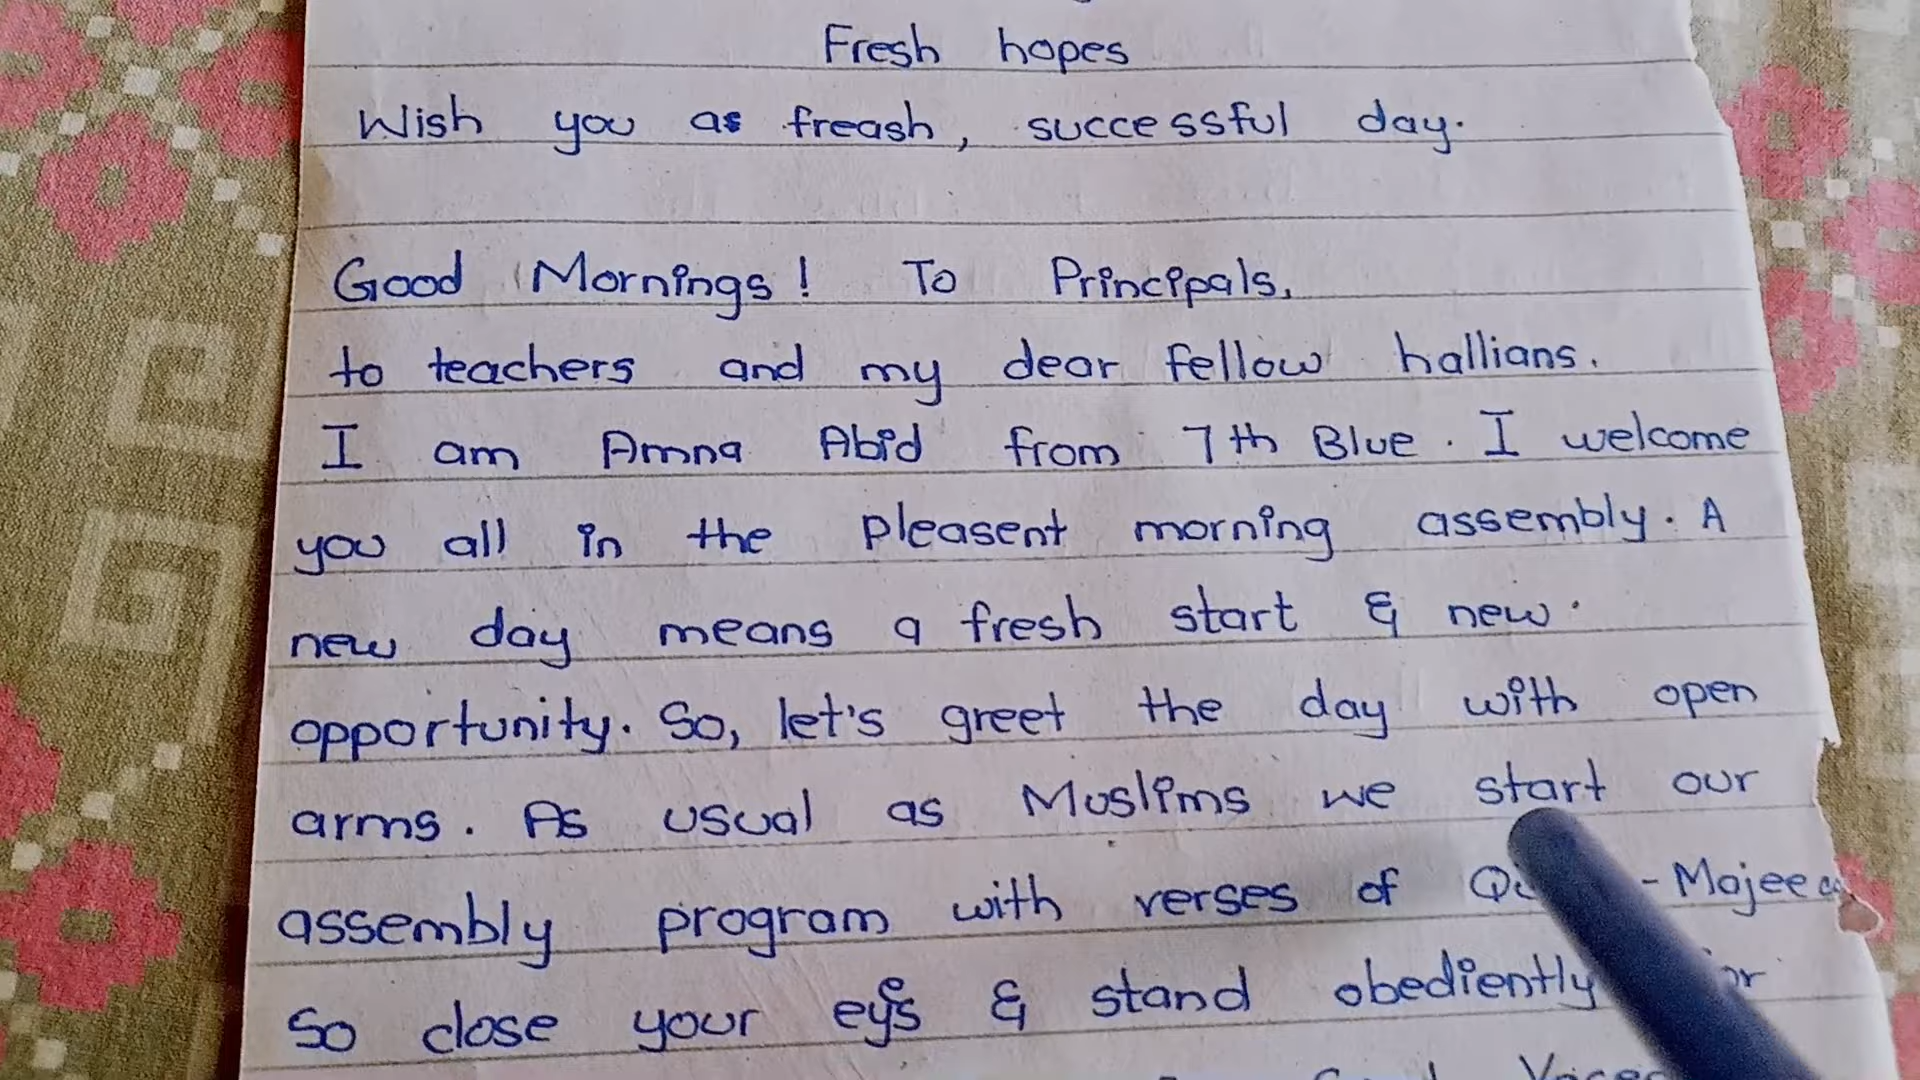 Fresh hopes
Wish you as freash, successful day.
Good Mornings! To Principals,
to teachers and my dear fellow hallians.
I am Amna Abid from 7th Blue. I welcome
you all in the pleasent morning assembly. A
new day means a fresh start & new
opportunity. So, let's greet the day with open
arms. As usual as Muslims we start our
assembly program with verses of - Majeed
So close your eyes & stand obediently